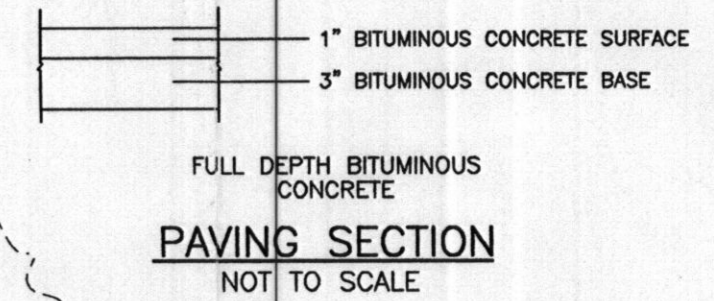 1" BITUMINOUS CONCRETE SURFACE
3" BITUMINOUS CONCRETE BASE
FULL DEPTH BITUMINOUS
CONCRETE
PAVING SECTION
NOT TO SCALE